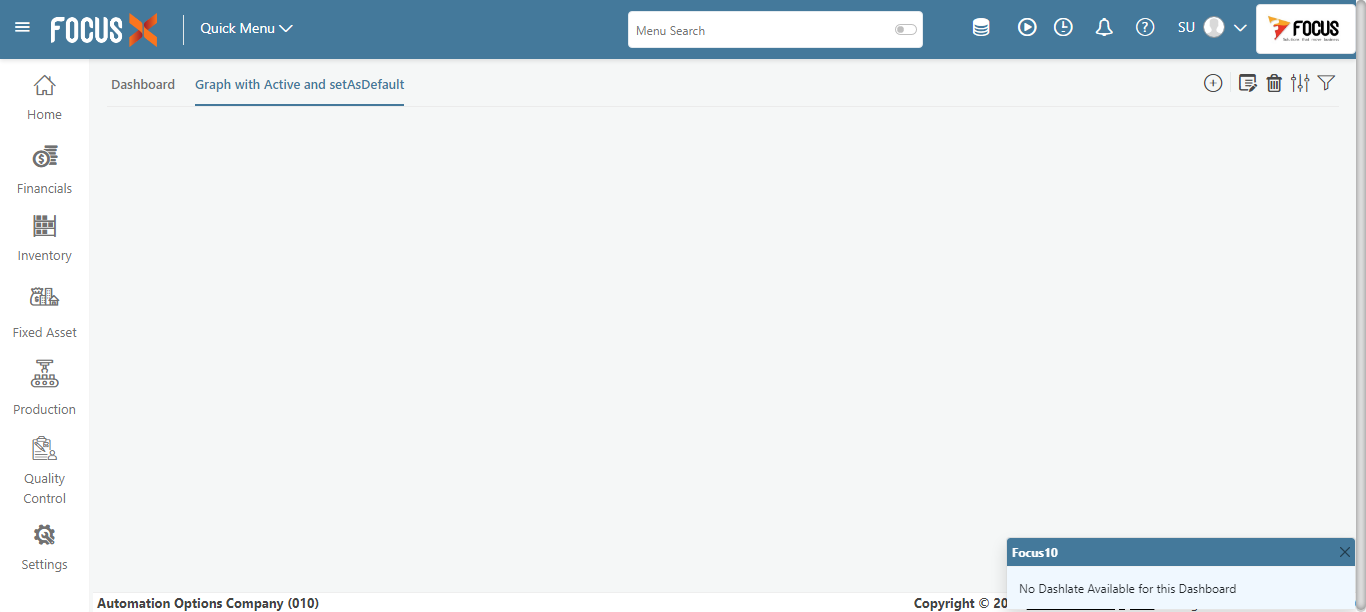 FOCUS X
Quick Menu
Menu Search
SU
FOCUS
Dashboard
Graph with Active and setAsDefault
Home
Financials
Inventory
Fixed Asset
Production
Quality
Control
Settings
Focus10
No Dashlate Available for this Dashboard
Automation Options Company (010)
Copyright © 20